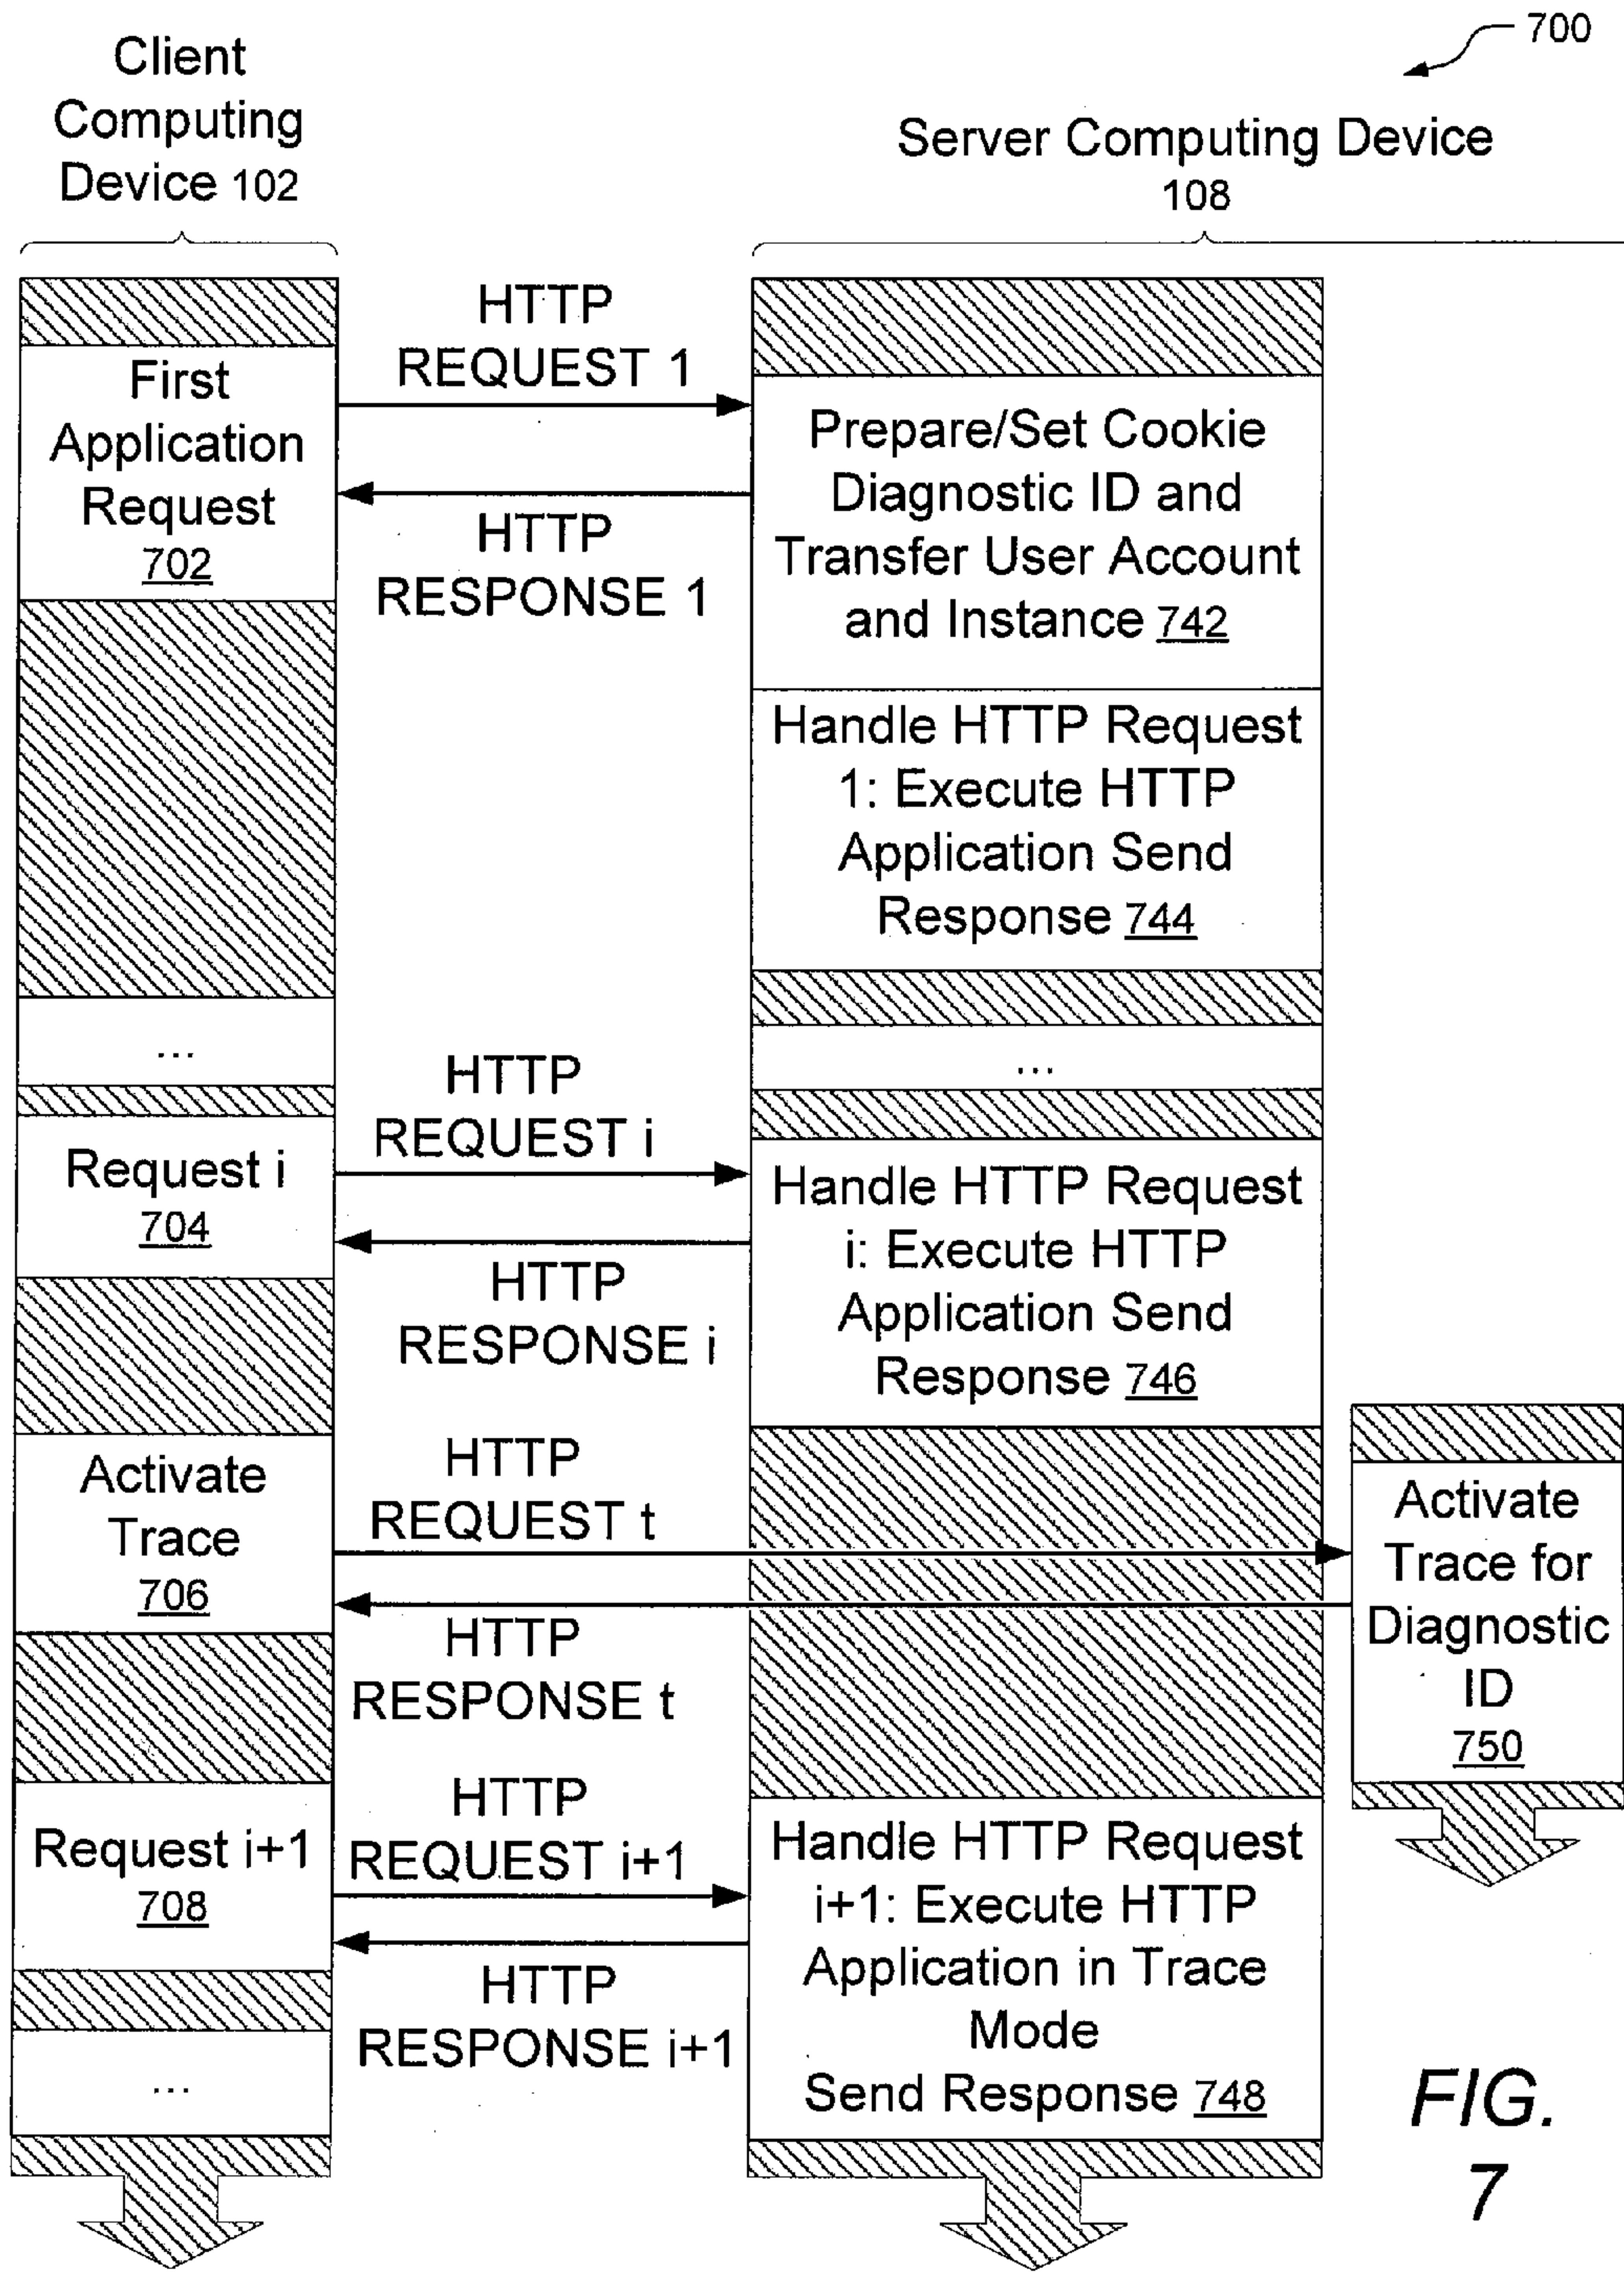 700
Client
Computing
Device 102
Server Computing Device
108
First
Application
Request
702
HTTP
REQUEST 1
HTTP
RESPONSE 1
Prepare/Set Cookie
Diagnostic ID and
Transfer User Account
and Instance 742
Handle HTTP Request
1: Execute HTTP
Application Send
Response 744
...
...
Request i
704
HTTP
REQUEST i
HTTP
RESPONSE i
Handle HTTP Request
i: Execute HTTP
Application Send
Response 746
Activate
Trace
706
HTTP
REQUEST t
HTTP
RESPONSE t
Activate
Trace for
Diagnostic
ID
750
Request i+1
708
HTTP
REQUEST i+1
HTTP
RESPONSE i+1
Handle HTTP Request
i+1: Execute HTTP
Application in Trace
Mode
Send Response 748
...
FIG.
7